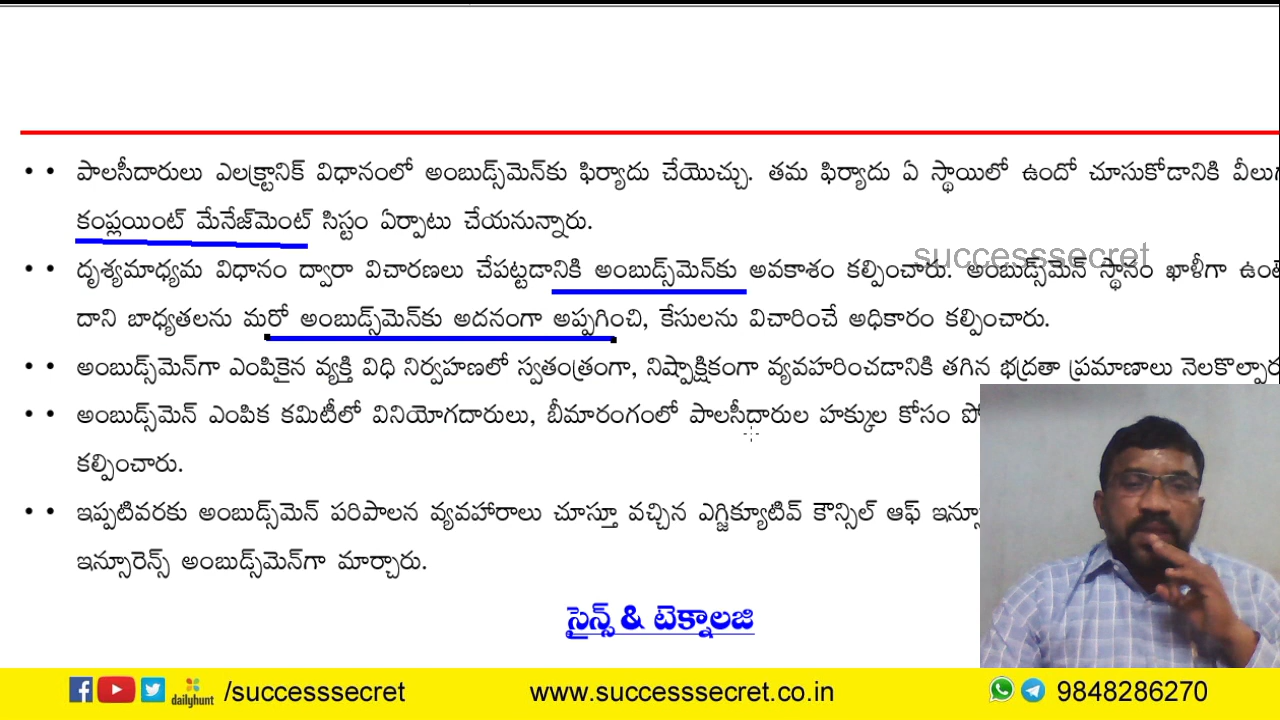 •• పాలసీదారులు ఎలక్ట్రానిక్ విధానంలో అంబుడ్స్‌మెన్‌కు ఫిర్యాదు చేయొచ్చు. తమ ఫిర్యాదు ఏ స్థాయిలో ఉందో చూసుకోడానికి
కంప్లయింట్ మేనేజ్‌మెంట్ సిస్టం ఏర్పాటు చేయనున్నారు.
successsecret
•• దృశ్యమాధ్యమ విధానం ద్వారా విచారణలు చేపట్టడానికి అంబుడ్స్‌మెన్‌కు అవకాశం కల్పించారు. అంబుడ్స్‌మెన్ స్థానం ఖాళీగా
దాని బాధ్యతలను మరో అంబుడ్స్‌మెన్‌కు అదనంగా అప్పగించి, కేసులను విచారించే అధికారం కల్పించారు.
•• అంబుడ్స్‌మెన్‌గా ఎంపికైన వ్యక్తి విధి నిర్వహణలో స్వతంత్రంగా, నిష్పాక్షికంగా వ్యవహరించడానికి తగిన భద్రతా ప్రమాణాలు
•• అంబుడ్స్‌మెన్ ఎంపిక కమిటీలో వినియోగదారులు, బీమారంగంలో పాలసీదారుల హక్కుల కోసం
కల్పించారు.
•• ఇప్పటివరకు అంబుడ్స్‌మెన్ పరిపాలన వ్యవహారాలు చూస్తూ వచ్చిన ఎగ్జిక్యూటివ్ కౌన్సిల్ ఆఫ్
ఇన్సూరెన్స్ అంబుడ్స్‌మెన్‌గా మార్చారు.
సైన్స్ & టెక్నాలజి
dailyhunt /successsecret www.successsecret.co.in 9848286270